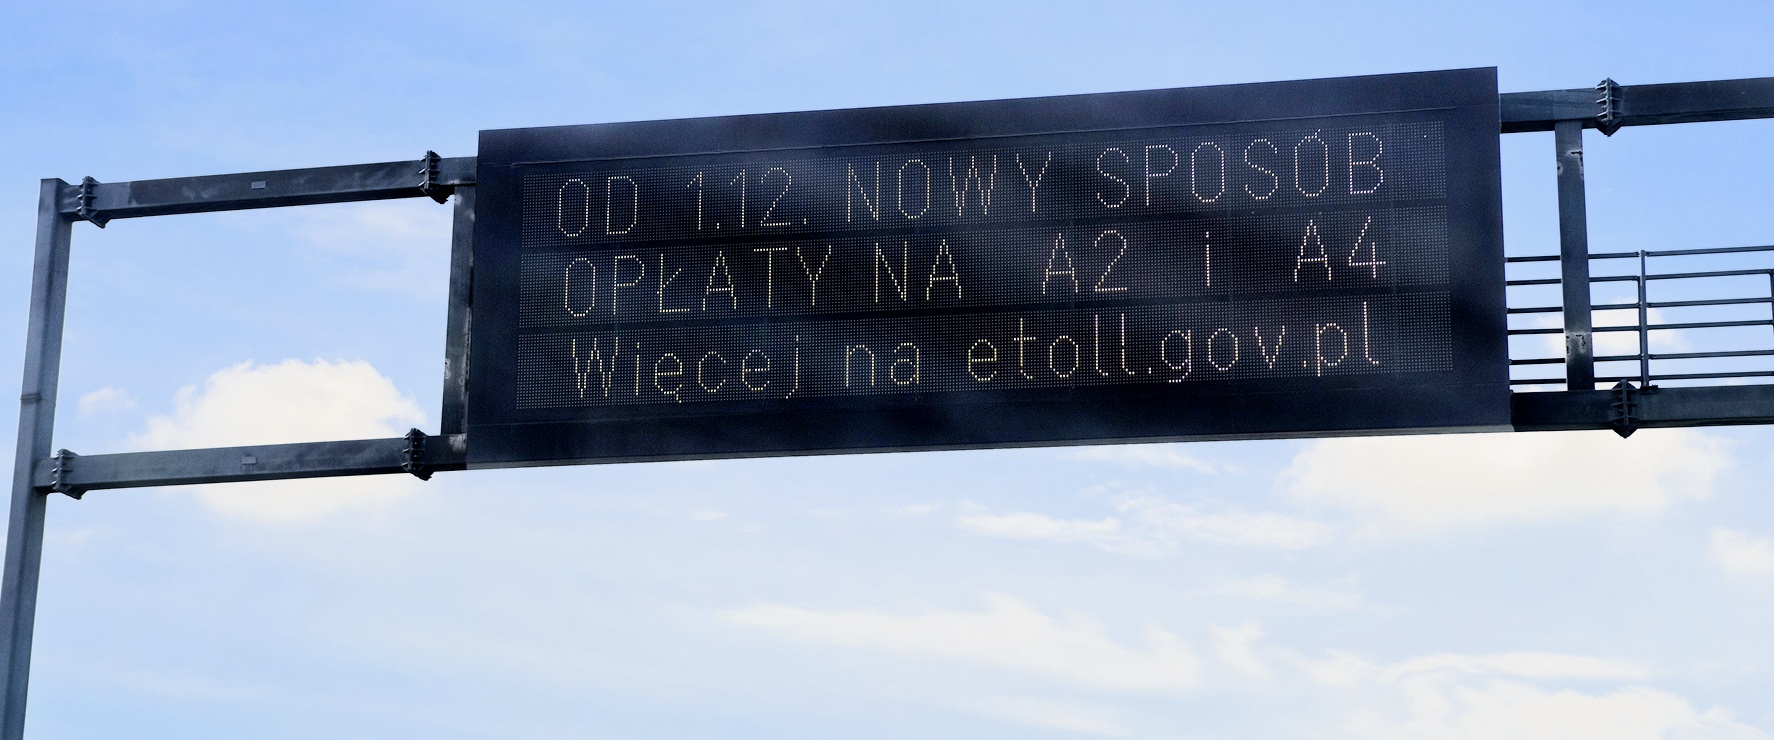 OD 1.12. NOWY SPOSÓB
OPŁATY NA A2 i A4
Więcej na etoll.gov.pl